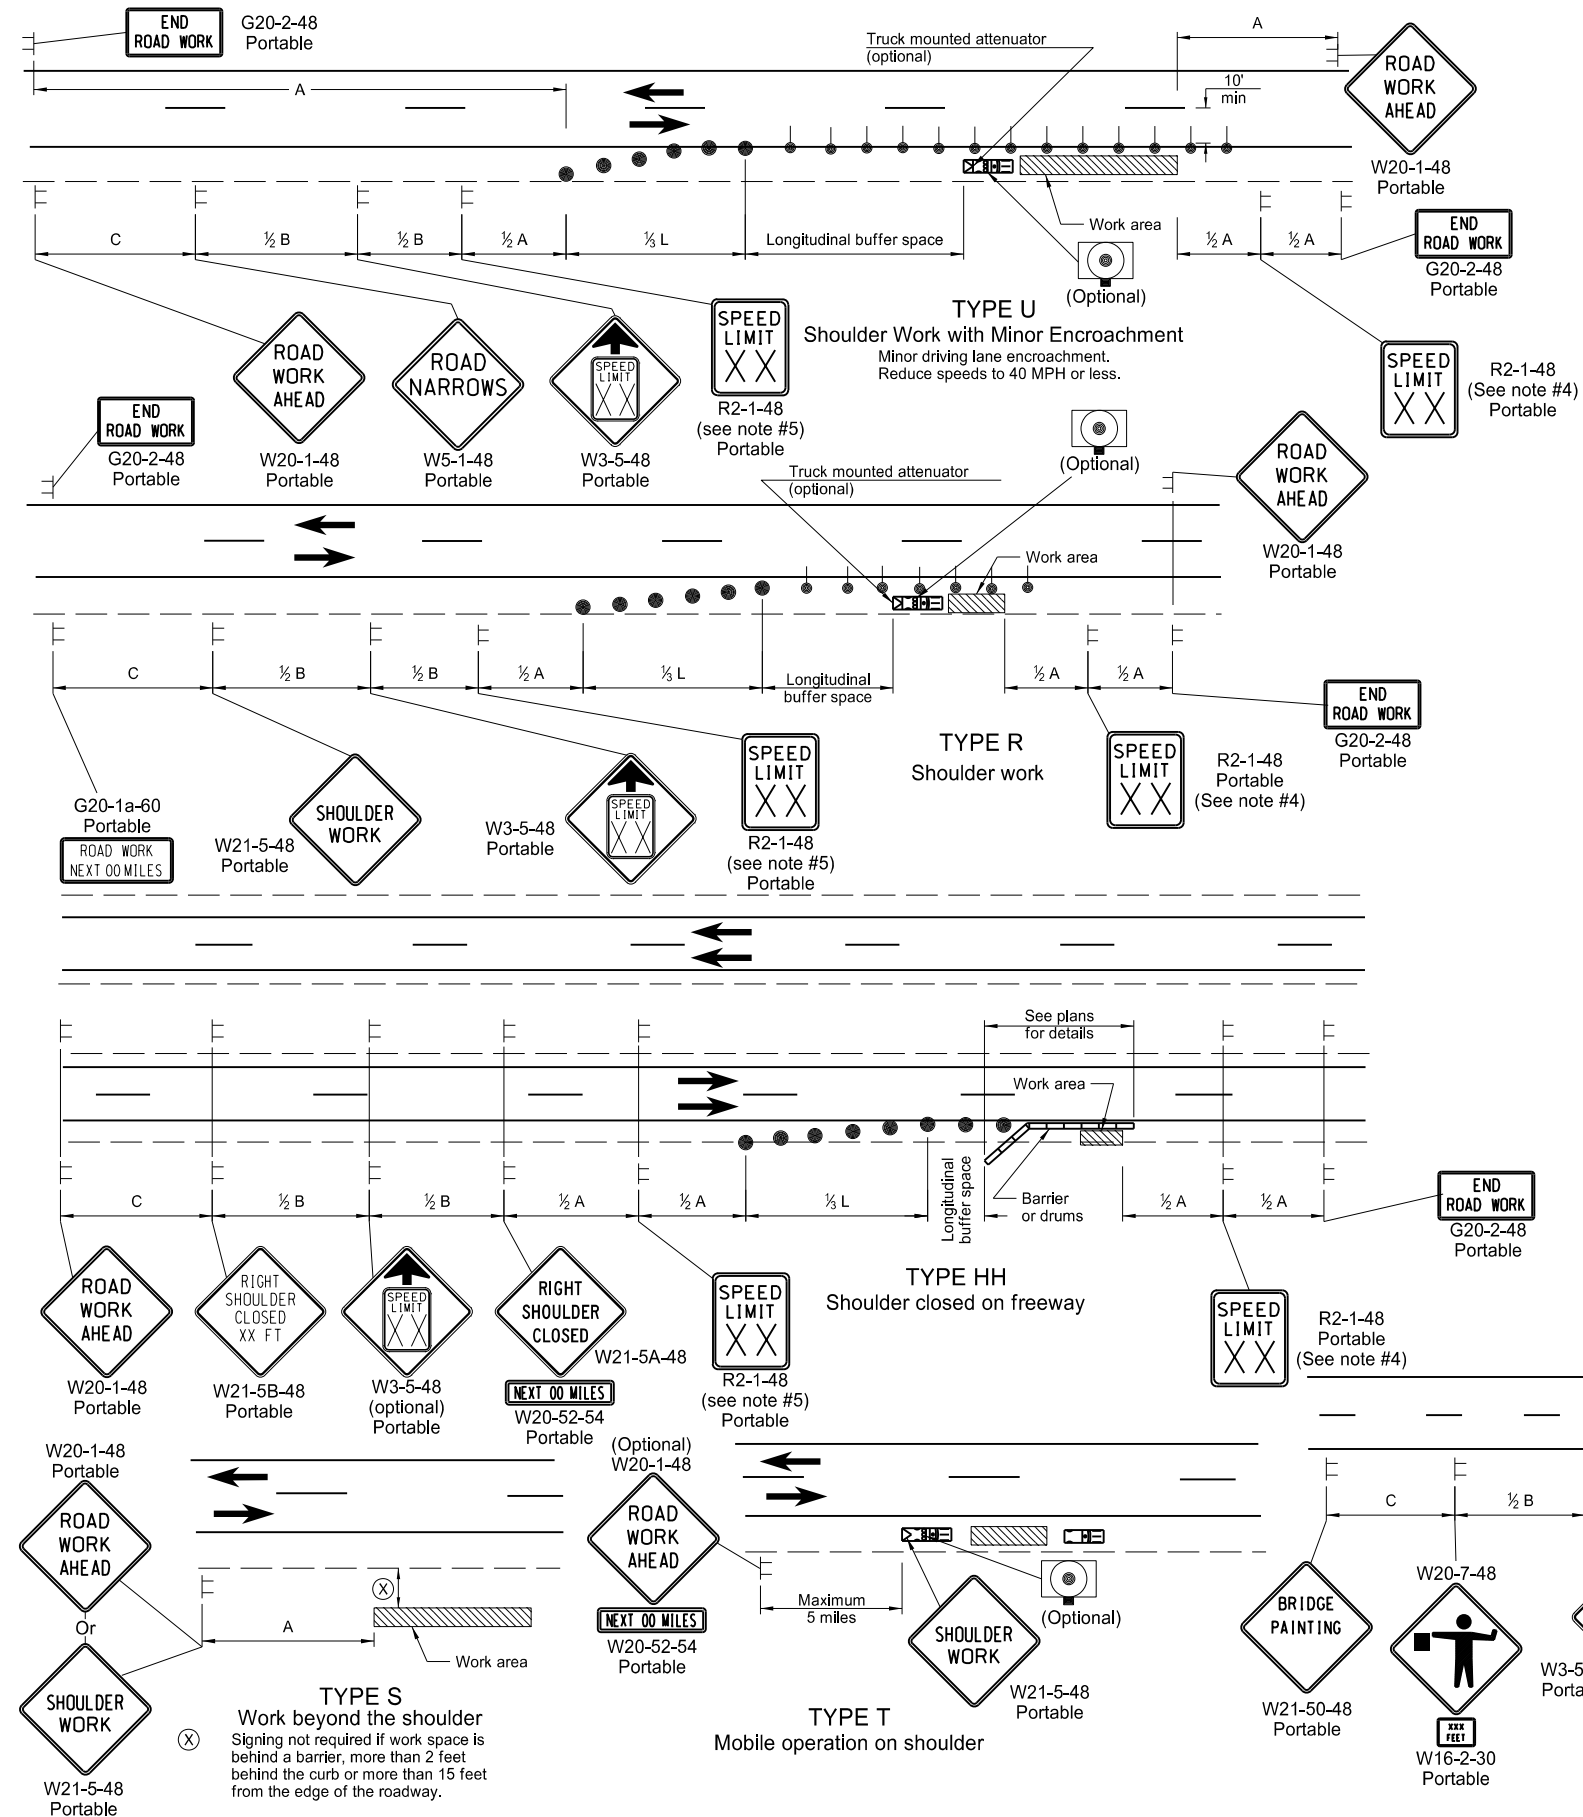 END
ROAD WORK
G20-2-48
Portable
Truck mounted attenuator
(optional)
A
ROAD
WORK
AHEAD
W20-1-48
Portable
A
10'
min
C
½ B
½ B
½ A
⅓ L
Longitudinal buffer space
Work area
½ A
½ A
END
ROAD WORK
G20-2-48
Portable
(Optional)
TYPE U
Shoulder Work with Minor Encroachment
Minor driving lane encroachment.
Reduce speeds to 40 MPH or less.
ROAD
WORK
AHEAD
W20-1-48
Portable
ROAD
NARROWS
W5-1-48
Portable
SPEED
LIMIT
XX
W3-5-48
Portable
SPEED
LIMIT
XX
R2-1-48
(see note #5)
Portable
SPEED
LIMIT
XX
R2-1-48
(See note #4)
Portable
END
ROAD WORK
G20-2-48
Portable
Truck mounted attenuator
(optional)
(Optional)
ROAD
WORK
AHEAD
W20-1-48
Portable
Work area
C
½ B
½ B
½ A
⅓ L
Longitudinal
buffer space
½ A
½ A
END
ROAD WORK
G20-2-48
Portable
TYPE R
Shoulder work
G20-1a-60
Portable
ROAD WORK
NEXT 00 MILES
W21-5-48
Portable
SHOULDER
WORK
W3-5-48
Portable
SPEED
LIMIT
XX
SPEED
LIMIT
XX
R2-1-48
(see note #5)
Portable
SPEED
LIMIT
XX
R2-1-48
Portable
(See note #4)
See plans
for details
Work area
C
½ B
½ B
½ A
½ A
⅓ L
Longitudinal
buffer space
Barrier
or drums
½ A
½ A
END
ROAD WORK
G20-2-48
Portable
TYPE HH
Shoulder closed on freeway
ROAD
WORK
AHEAD
W20-1-48
Portable
RIGHT
SHOULDER
CLOSED
XX FT
W21-5B-48
Portable
SPEED
LIMIT
XX
W3-5-48
(optional)
Portable
RIGHT
SHOULDER
CLOSED
W21-5A-48
NEXT 00 MILES
W20-52-54
Portable
SPEED
LIMIT
XX
R2-1-48
(see note #5)
Portable
SPEED
LIMIT
XX
R2-1-48
Portable
(See note #4)
W20-1-48
Portable
ROAD
WORK
AHEAD
Or
SHOULDER
WORK
W21-5-48
Portable
X
A
Work area
TYPE S
Work beyond the shoulder
X
Signing not required if work space is
behind a barrier, more than 2 feet
behind the curb or more than 15 feet
from the edge of the roadway.
(Optional)
W20-1-48
ROAD
WORK
AHEAD
NEXT 00 MILES
W20-52-54
Portable
Maximum
5 miles
(Optional)
SHOULDER
WORK
W21-5-48
Portable
TYPE T
Mobile operation on shoulder
C
½ B
BRIDGE
PAINTING
W21-50-48
Portable
W20-7-48
XXX
FEET
W16-2-30
Portable
W3-5
Porta